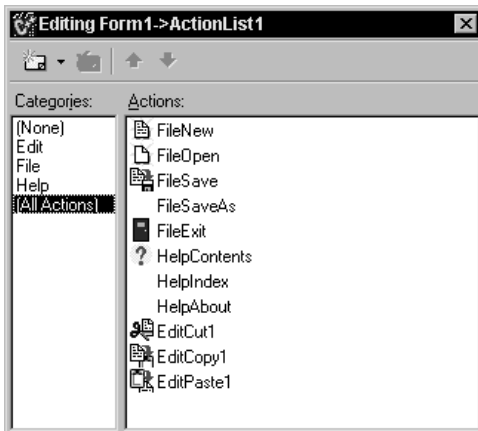 Editing Form1->ActionList1
Categories:
Actions:
(None)
Edit
File
Help
(All Actions)
FileNew
FileOpen
FileSave
FileSaveAs
FileExit
HelpContents
HelpIndex
HelpAbout
EditCut1
EditCopy1
EditPaste1